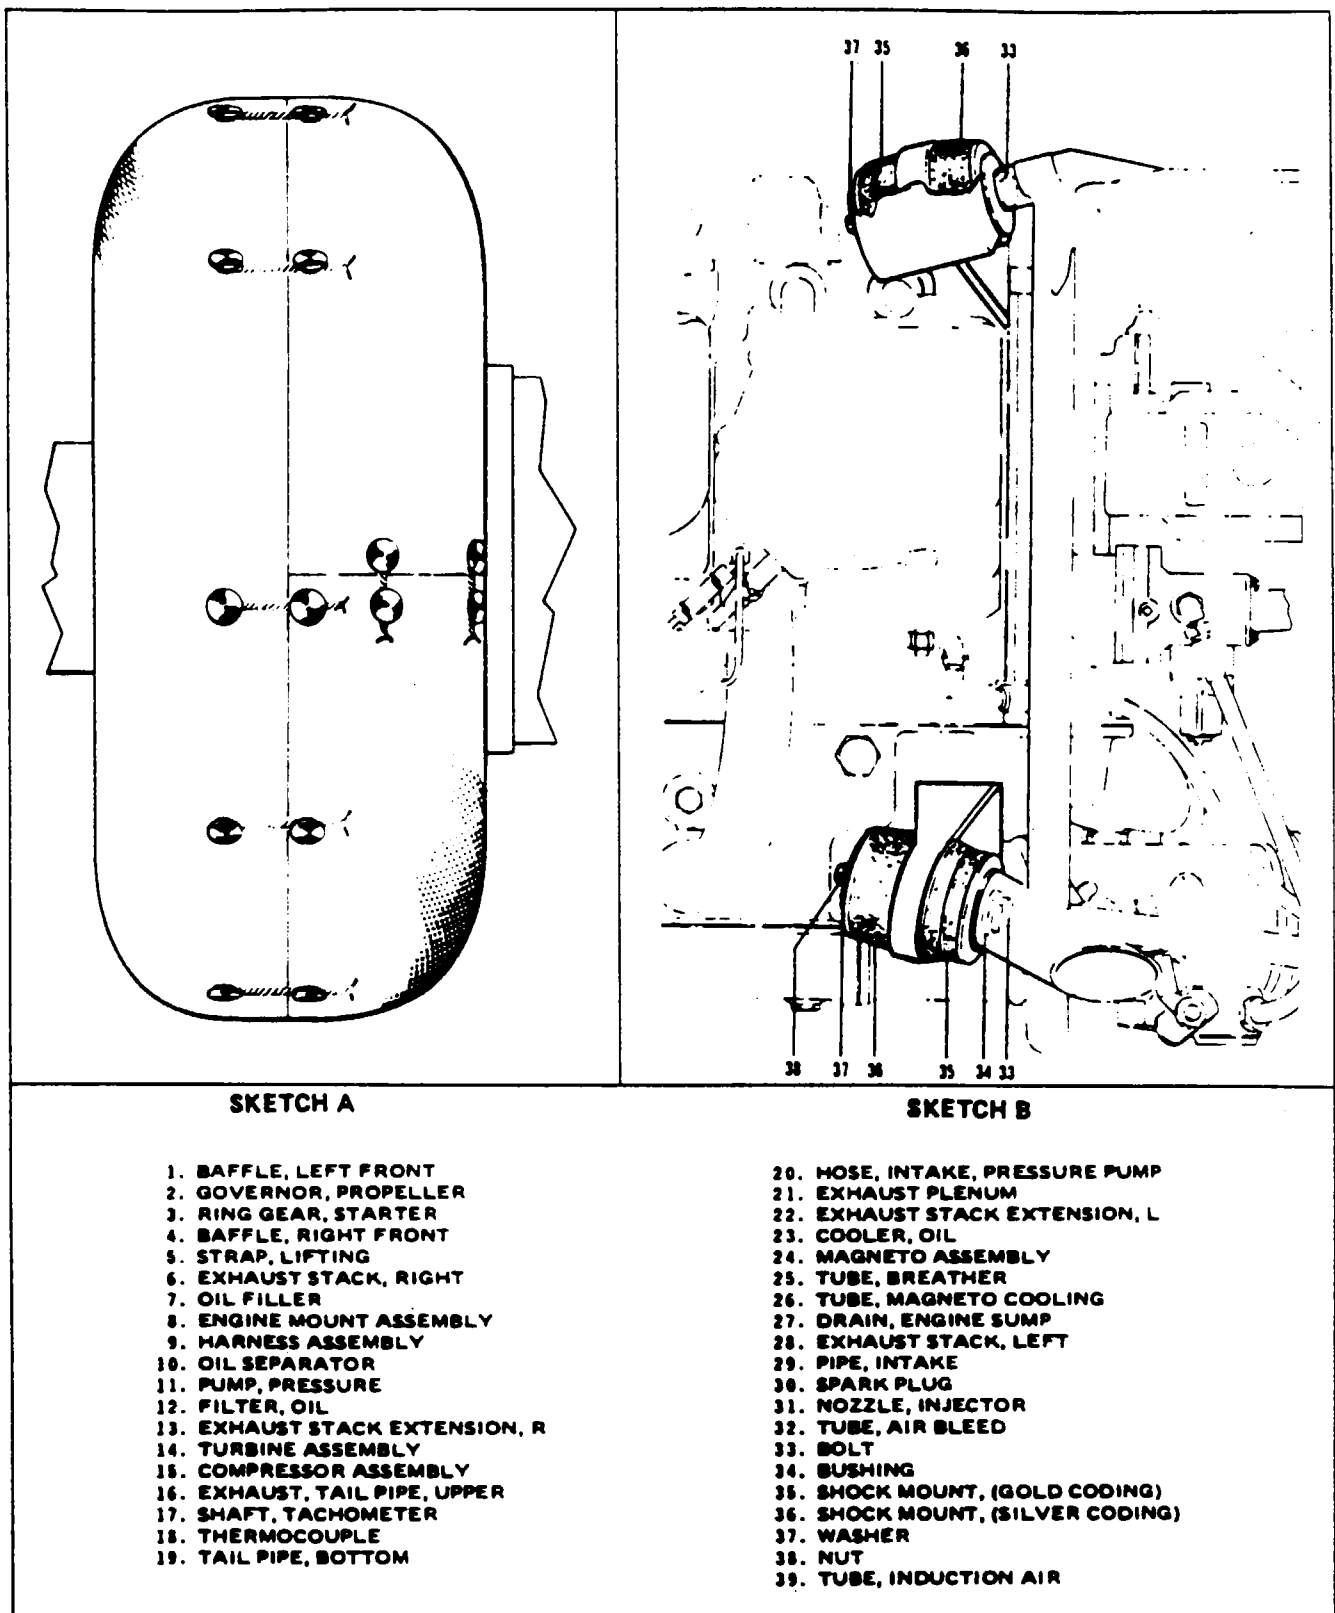 37 35 36 33
38 37 36 35 34 33
SKETCH A
1. BAFFLE, LEFT FRONT
2. GOVERNOR, PROPELLER
3. RING GEAR, STARTER
4. BAFFLE, RIGHT FRONT
5. STRAP, LIFTING
6. EXHAUST STACK, RIGHT
7. OIL FILLER
8. ENGINE MOUNT ASSEMBLY
9. HARNESS ASSEMBLY
10. OIL SEPARATOR
11. PUMP, PRESSURE
12. FILTER, OIL
13. EXHAUST STACK EXTENSION, R
14. TURBINE ASSEMBLY
15. COMPRESSOR ASSEMBLY
16. EXHAUST, TAIL PIPE, UPPER
17. SHAFT, TACHOMETER
18. THERMOCOUPLE
19. TAIL PIPE, BOTTOM
SKETCH B
20. HOSE, INTAKE, PRESSURE PUMP
21. EXHAUST PLENUM
22. EXHAUST STACK EXTENSION, L
23. COOLER, OIL
24. MAGNETO ASSEMBLY
25. TUBE, BREATHER
26. TUBE, MAGNETO COOLING
27. DRAIN, ENGINE SUMP
28. EXHAUST STACK, LEFT
29. PIPE, INTAKE
30. SPARK PLUG
31. NOZZLE, INJECTOR
32. TUBE, AIR BLEED
33. BOLT
34. BUSHING
35. SHOCK MOUNT, (GOLD CODING)
36. SHOCK MOUNT, (SILVER CODING)
37. WASHER
38. NUT
39. TUBE, INDUCTION AIR